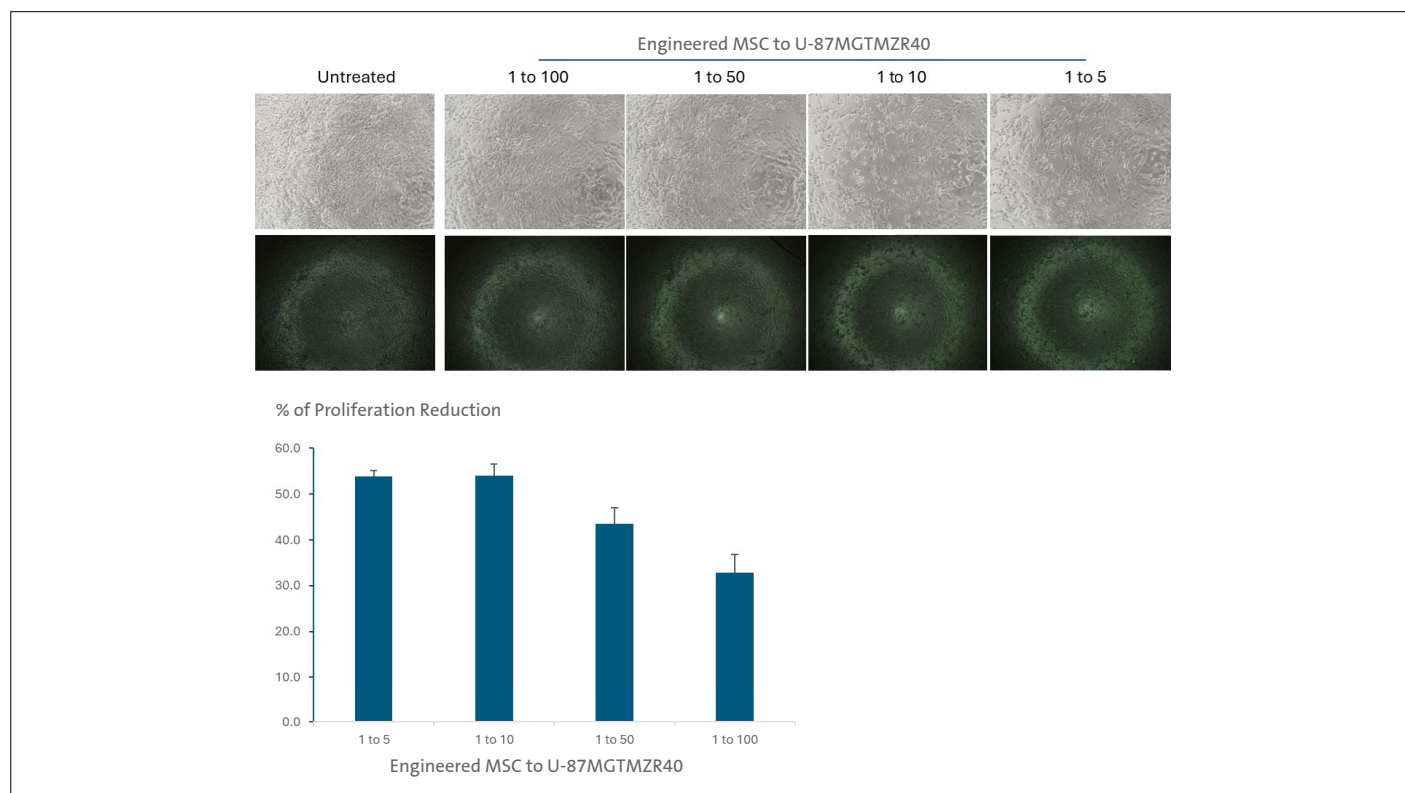 Engineered MSC to U-87MGTMZR40
Untreated 1 to 100 1 to 50 1 to 10 1 to 5
% of Proliferation Reduction
60.0
50.0
40.0
30.0
20.0
10.0
0.0
1 to 5 1 to 10 1 to 50 1 to 100
Engineered MSC to U-87MGTMZR40